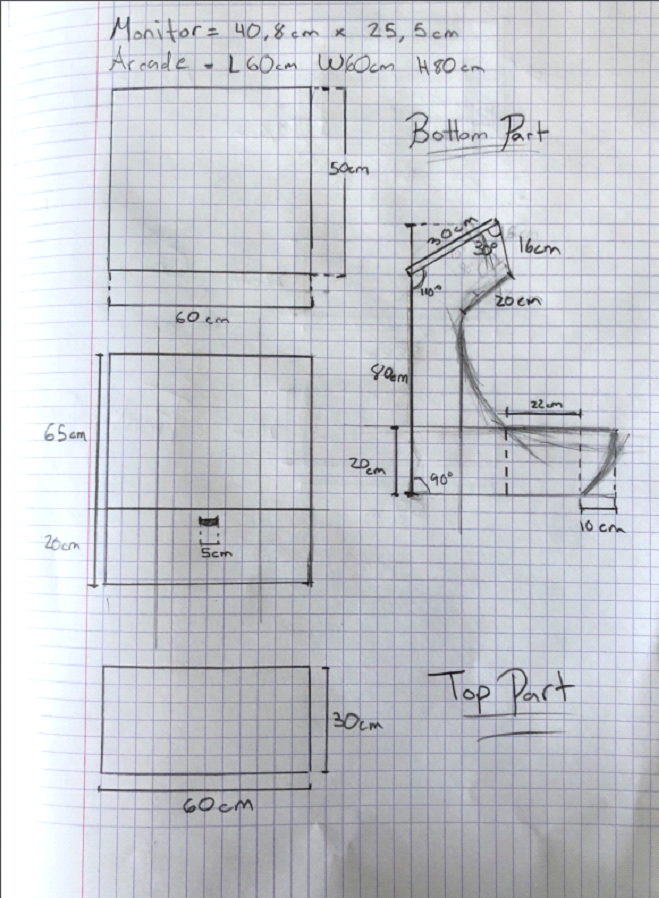 Monitor = 40,8cm x 25,5cm
Arcade - L60cm W60cm H80cm
50cm
Bottom Part
30cm
30°
16cm
110°
20cm
60cm
80cm
22cm
65cm
20cm
90°
20cm
5cm
10cm
Top Part
30cm
60cm